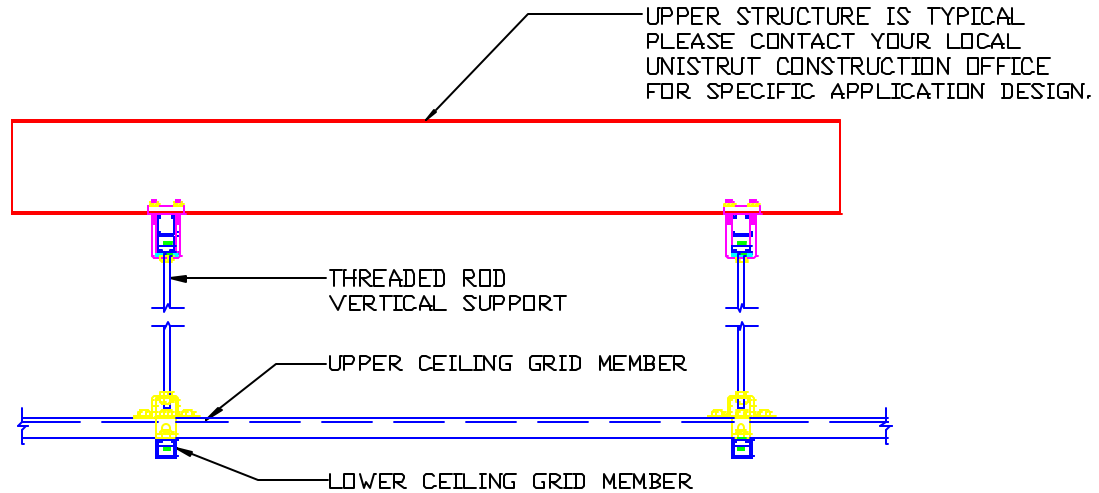 UPPER STRUCTURE IS TYPICAL
PLEASE CONTACT YOUR LOCAL
UNISTRUT CONSTRUCTION OFFICE
FOR SPECIFIC APPLICATION DESIGN.
THREADED ROD
VERTICAL SUPPORT
UPPER CEILING GRID MEMBER
LOWER CEILING GRID MEMBER